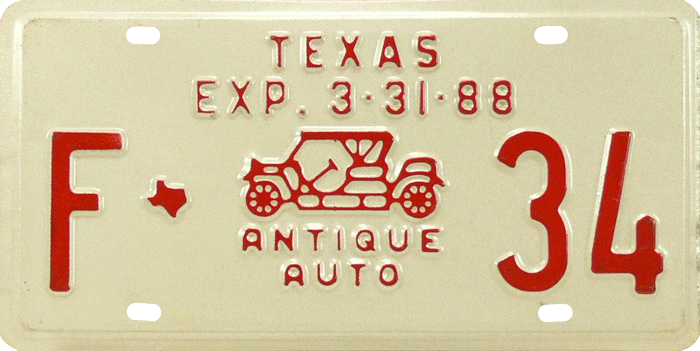 TEXAS
EXP. 3-31-88
F 34
ANTIQUE
AUTO